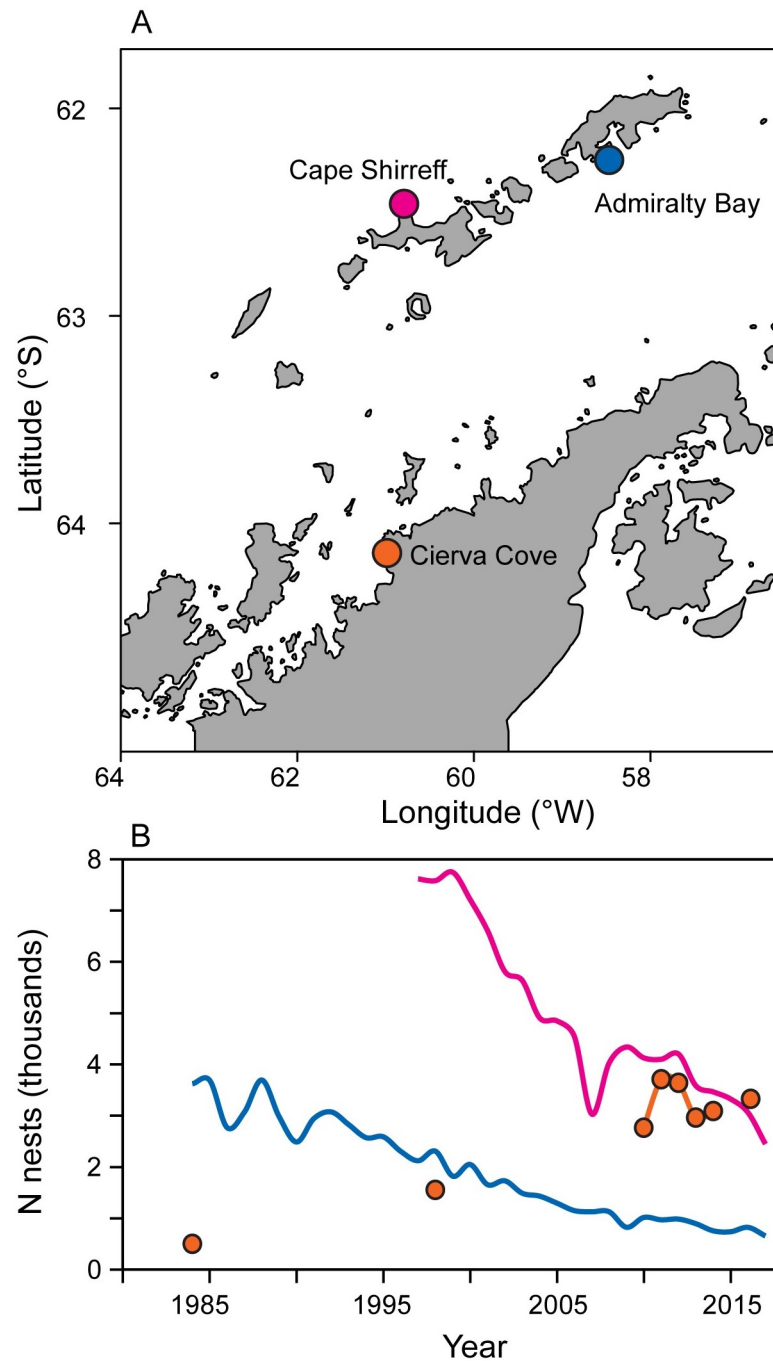 A
62
Cape Shirreff
Admiralty Bay
63
Latitude (°S)
64
Cierva Cove
64 62 60 58
Longitude (°W)
B
8
6
4
2
0
N nests (thousands)
1985 1995 2005 2015
Year